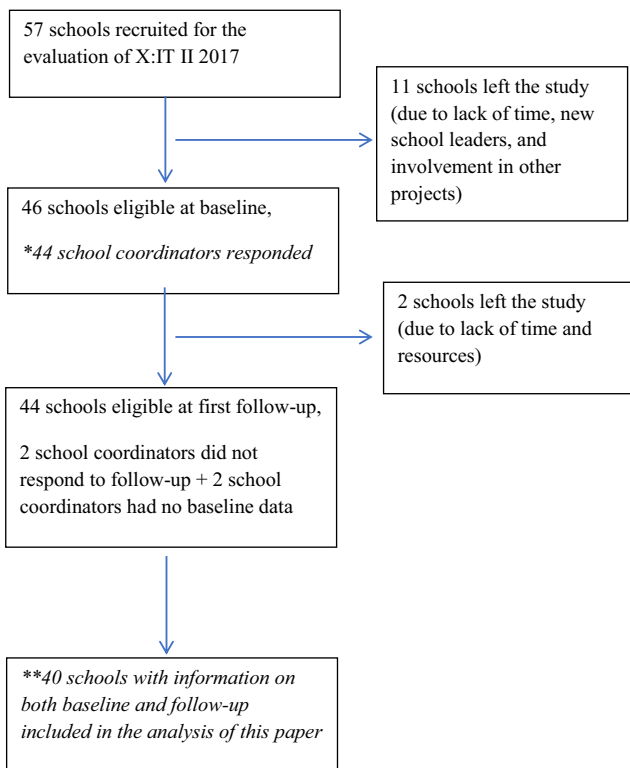 57 schools recruited for the
evaluation of X:IT II 2017
11 schools left the study
(due to lack of time, new
school leaders, and
involvement in other
projects)
46 schools eligible at baseline,
*44 school coordinators responded
2 schools left the study
(due to lack of time and
resources)
44 schools eligible at first follow-up,
2 school coordinators did not
respond to follow-up + 2 school
coordinators had no baseline data
**40 schools with information on
both baseline and follow-up
included in the analysis of this paper